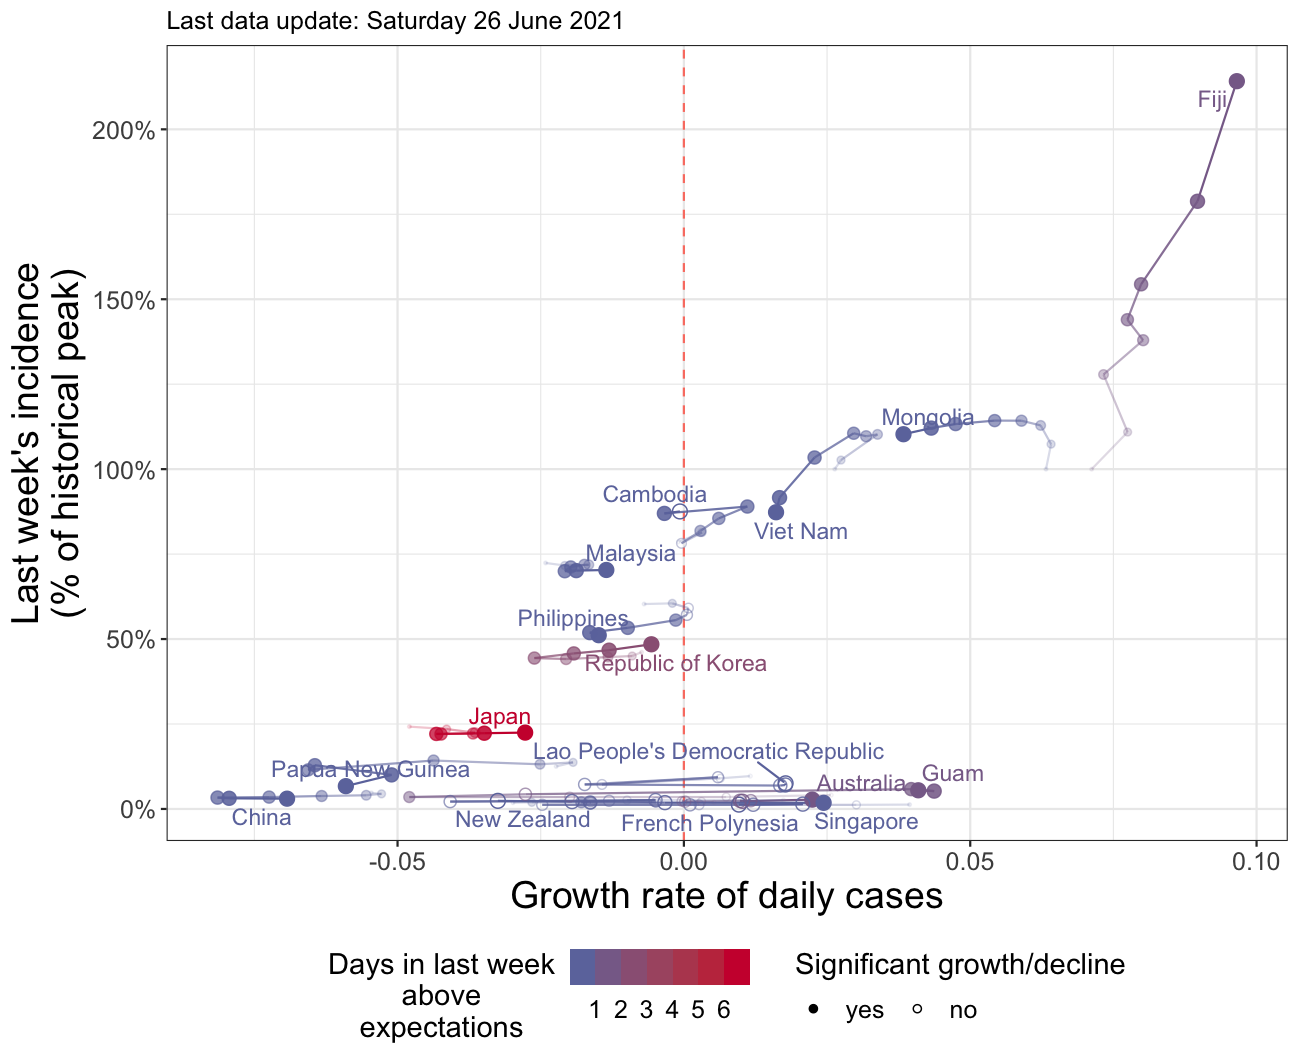 Last data update: Saturday 26 June 2021
Last week's incidence
(% of historical peak)
200%
150%
100%
50%
0%
Fiji
Mongolia
Cambodia
Viet Nam
Malaysia
Philippines
Republic of Korea
Japan
Lao People's Democratic Republic
Papua New Guinea
Guam
Australia
China
New Zealand
French Polynesia
Singapore
-0.05
0.00
0.05
0.10
Growth rate of daily cases
Days in last week
above
expectations
1 2 3 4 5 6
Significant growth/decline
yes
no